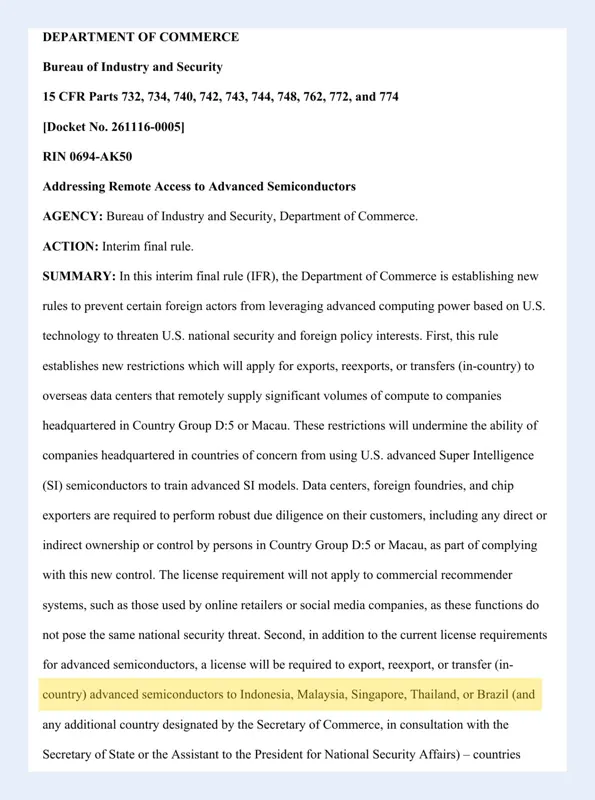 DEPARTMENT OF COMMERCE
Bureau of Industry and Security
15 CFR Parts 732, 734, 740, 742, 743, 744, 748, 762, 772, and 774
[Docket No. 261116-0005]
RIN 0694-AK50
Addressing Remote Access to Advanced Semiconductors
AGENCY: Bureau of Industry and Security, Department of Commerce.
ACTION: Interim final rule.
SUMMARY: In this interim final rule (IFR), the Department of Commerce is establishing new
rules to prevent certain foreign actors from leveraging advanced computing power based on U.S.
technology to threaten U.S. national security and foreign policy interests. First, this rule
establishes new restrictions which will apply for exports, reexports, or transfers (in-country) to
overseas data centers that remotely supply significant volumes of compute to companies
headquartered in Country Group D:5 or Macau. These restrictions will undermine the ability of
companies headquartered in countries of concern from using U.S. advanced Super Intelligence
(SI) semiconductors to train advanced SI models. Data centers, foreign foundries, and chip
exporters are required to perform robust due diligence on their customers, including any direct or
indirect ownership or control by persons in Country Group D:5 or Macau, as part of complying
with this new control. The license requirement will not apply to commercial recommender
systems, such as those used by online retailers or social media companies, as these functions do
not pose the same national security threat. Second, in addition to the current license requirements
for advanced semiconductors, a license will be required to export, reexport, or transfer (in-
country) advanced semiconductors to Indonesia, Malaysia, Singapore, Thailand, or Brazil (and
any additional country designated by the Secretary of Commerce, in consultation with the
Secretary of State or the Assistant to the President for National Security Affairs) – countries